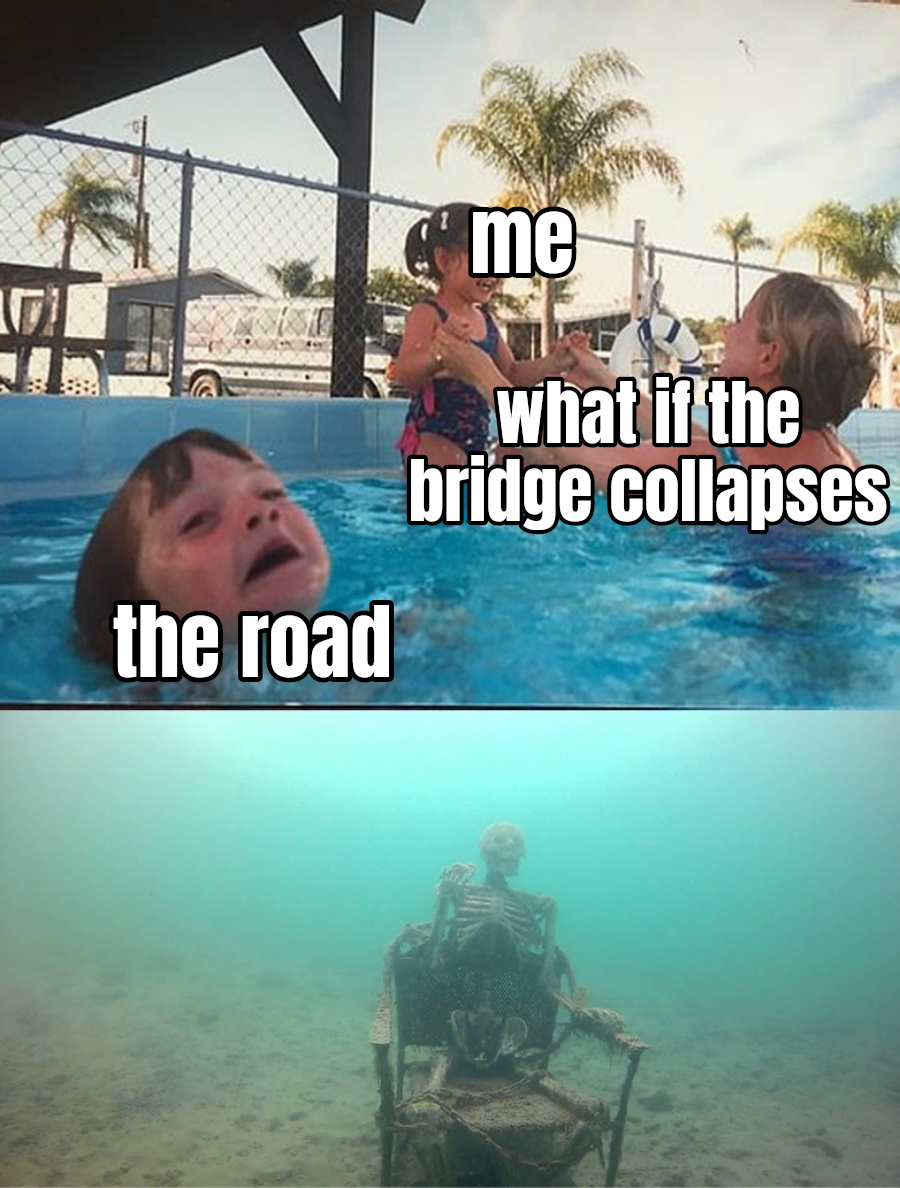 me
what if the
bridge collapses
the road